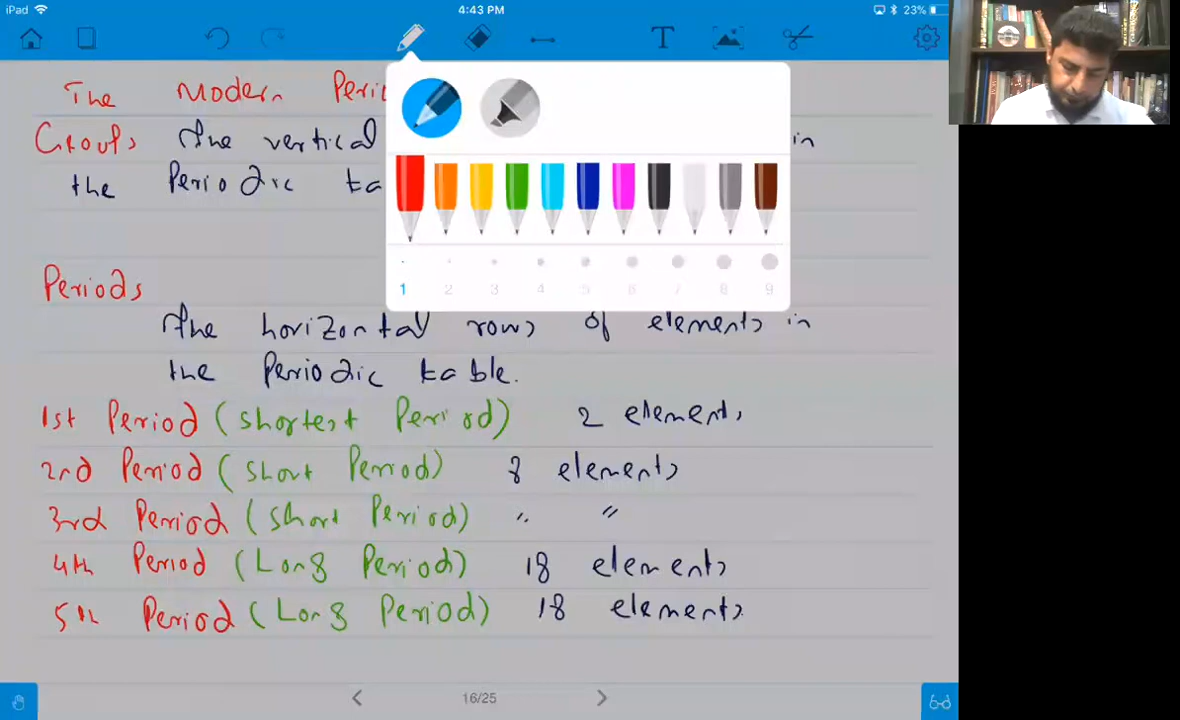 iPad 4:43 PM 23%
T
The Modern Perio
Groups the vertical in
the Periodic ta
1 2 3 4 5 6 7 8 9
Periods
the horizontal rows of elements in
the Periodic table.
1st Period (shortest Period) 2 elements
2nd Period (short Period) 8 elements
3rd Period (short Period) " "
4th Period (Long Period) 18 elements
5th Period (Long Period) 18 elements
16/25